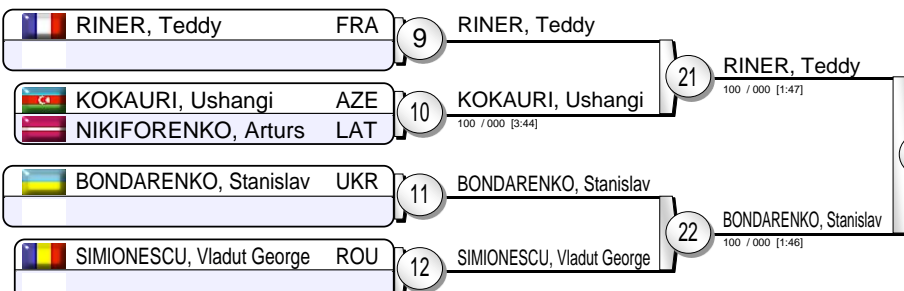 RINER, Teddy FRA
9
RINER, Teddy
21
RINER, Teddy
100 / 000 [1:47]
KOKAURI, Ushangi AZE
NIKIFORENKO, Arturs LAT
10
KOKAURI, Ushangi
100 / 000 [3:44]
BONDARENKO, Stanislav UKR
11
BONDARENKO, Stanislav
22
BONDARENKO, Stanislav
100 / 000 [1:46]
SIMIONESCU, Vladut George ROU
12
SIMIONESCU, Vladut George